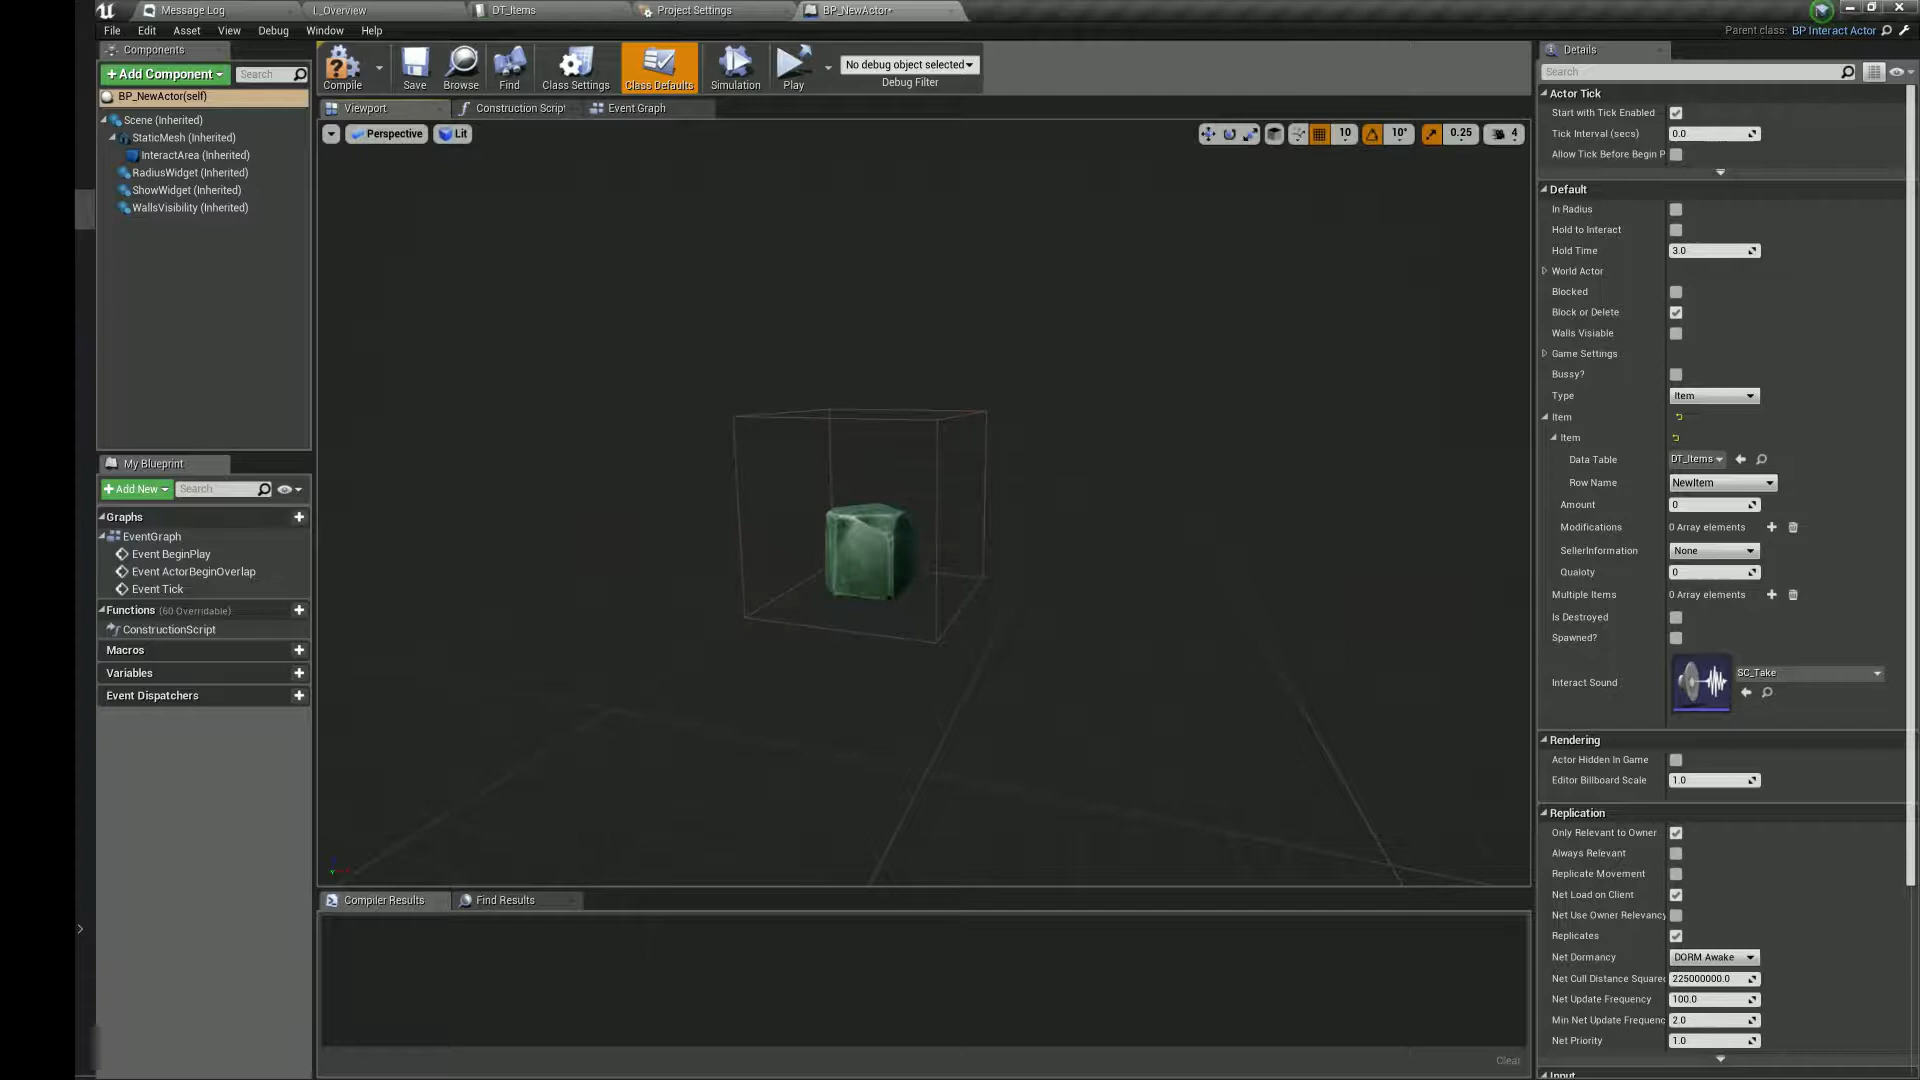 Message Log
L_Overview
DT_Items
Project Settings
BP_NewActor*
File Edit Asset View Debug Window Help
Parent class: BP Interact Actor
Components
+ Add Component
Search
BP_NewActor(self)
Scene (Inherited)
StaticMesh (Inherited)
InteractArea (Inherited)
RadiusWidget (Inherited)
ShowWidget (Inherited)
WallsVisibility (Inherited)
My Blueprint
+ Add New
Search
Graphs
EventGraph
Event BeginPlay
Event ActorBeginOverlap
Event Tick
Functions (60 Overridable)
ConstructionScript
Macros
Variables
Event Dispatchers
Compile
Save
Browse
Find
Class Settings
Class Defaults
Simulation
Play
No debug object selected
Debug Filter
Viewport
Construction Scrip
Event Graph
Perspective
Lit
10
10°
0.25
4
Compiler Results
Find Results
Clear
Details
Search
Actor Tick
Start with Tick Enabled
Tick Interval (secs) 0.0
Allow Tick Before Begin P
Default
In Radius
Hold to Interact
Hold Time 3.0
World Actor
Blocked
Block or Delete
Walls Visiable
Game Settings
Bussy?
Type Item
Item
Item
Data Table DT_Items
Row Name NewItem
Amount 0
Modifications 0 Array elements
SellerInformation None
Qualoty 0
Multiple Items 0 Array elements
Is Destroyed
Spawned?
Interact Sound SC_Take
Rendering
Actor Hidden In Game
Editor Billboard Scale 1.0
Replication
Only Relevant to Owner
Always Relevant
Replicate Movement
Net Load on Client
Net Use Owner Relevancy
Replicates
Net Dormancy DORM Awake
Net Cull Distance Squared 225000000.0
Net Update Frequency 100.0
Min Net Update Frequenc 2.0
Net Priority 1.0
Input